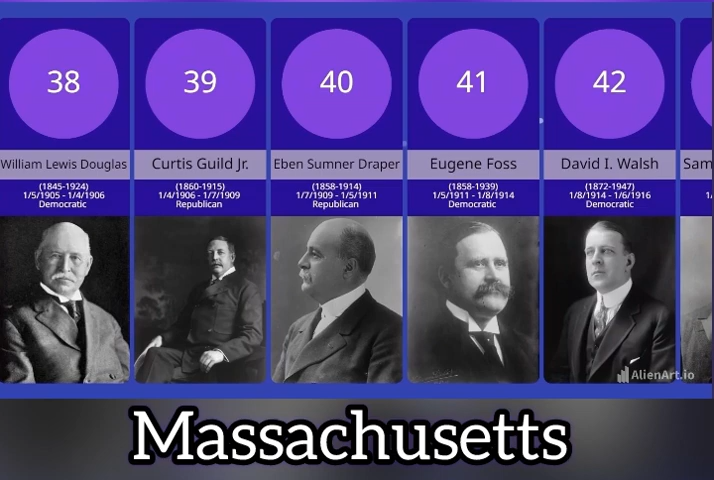 38
39
40
41
42
William Lewis Douglas
Curtis Guild Jr.
Eben Sumner Draper
Eugene Foss
David I. Walsh
Sam
(1845-1924)
1/5/1905 - 1/4/1906
Democratic
(1860-1915)
1/4/1906 - 1/7/1909
Republican
(1858-1914)
1/7/1909 - 1/5/1911
Republican
(1858-1939)
1/5/1911 - 1/8/1914
Democratic
(1872-1947)
1/8/1914 - 1/6/1916
Democratic
AlienArt.io
Massachusetts